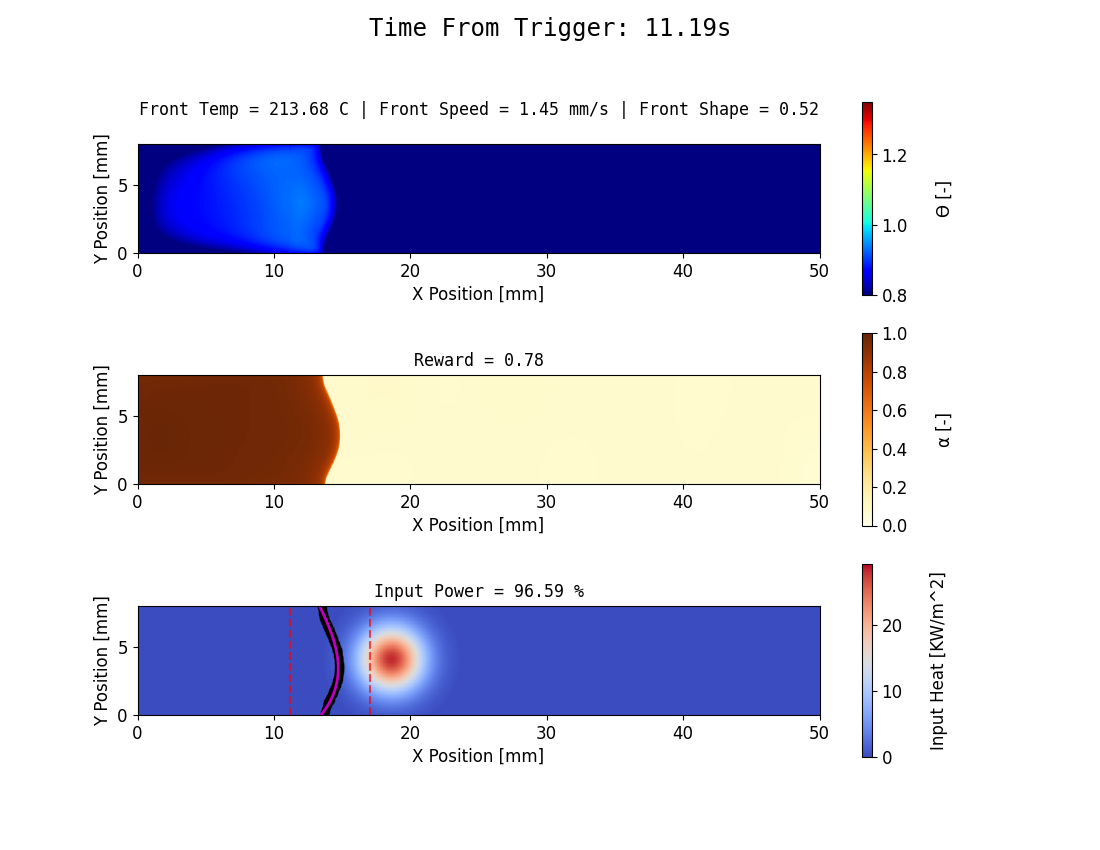 Time From Trigger: 11.19s
Front Temp = 213.68 C | Front Speed = 1.45 mm/s | Front Shape = 0.52
Y Position [mm]
5
0
0 10 20 30 40 50
X Position [mm]
1.2
1.0
0.8
Θ [-]
Reward = 0.78
Y Position [mm]
5
0
0 10 20 30 40 50
X Position [mm]
1.0
0.8
0.6
0.4
0.2
0.0
α [-]
Input Power = 96.59 %
Y Position [mm]
5
0
0 10 20 30 40 50
X Position [mm]
20
10
0
Input Heat [KW/m^2]